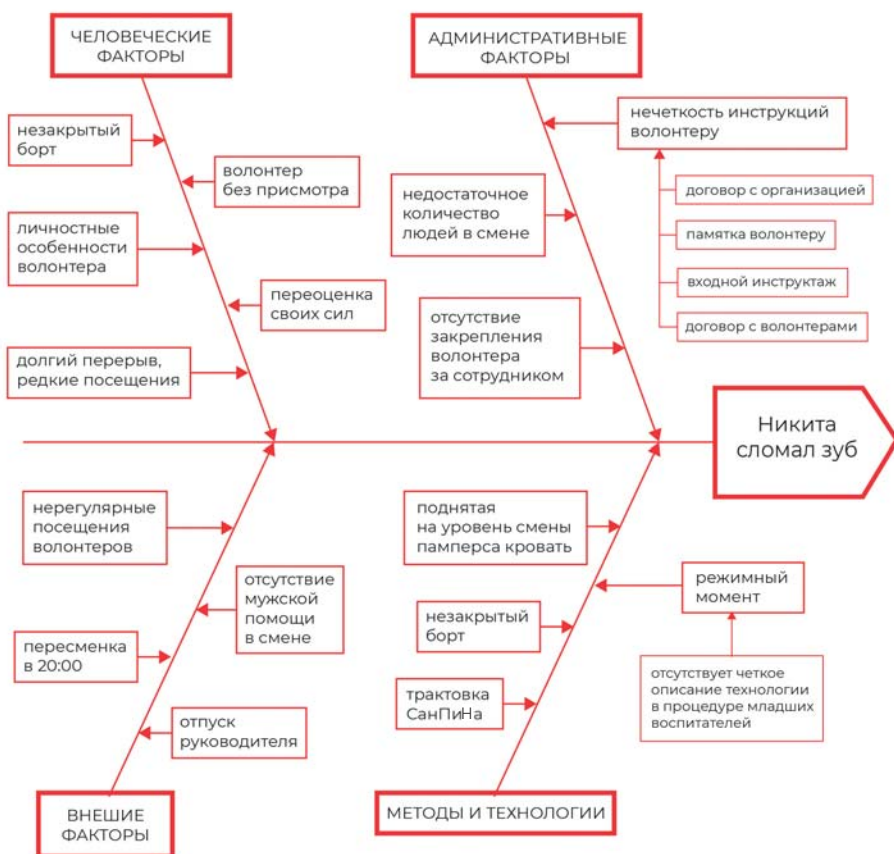 ЧЕЛОВЕЧЕСКИЕ
ФАКТОРЫ
незакрытый
борт
волонтер
без присмотра
личностные
особенности
волонтера
переоценка
своих сил
долгий перерыв,
редкие посещения
АДМИНИСТРАТИВНЫЕ
ФАКТОРЫ
нечеткость инструкций
волонтеру
договор с организацией
памятка волонтеру
входной инструктаж
договор с волонтерами
недостаточное
количество
людей в смене
отсутствие
закрепления
волонтера
за сотрудником
Никита
сломал зуб
нерегулярные
посещения
волонтеров
отсутствие
мужской
помощи
в смене
пересменка
в 20:00
отпуск
руководителя
ВНЕШИЕ
ФАКТОРЫ
поднятая
на уровень смены
памперса кровать
режимный
момент
незакрытый
борт
отсутствует четкое
описание технологии
в процедуре младших
воспитателей
трактовка
СанПиНа
МЕТОДЫ И ТЕХНОЛОГИИ